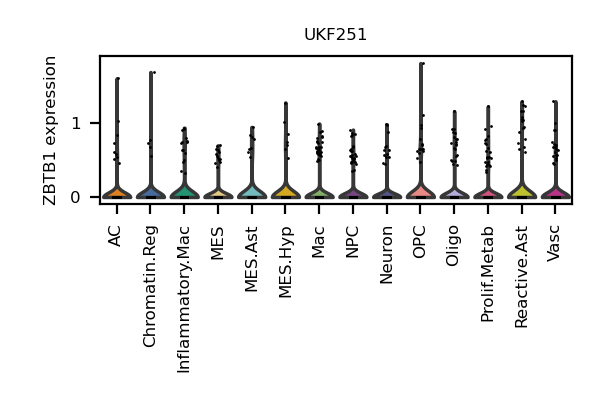 UKF251
ZBTB1 expression
1
0
AC
Chromatin.Reg
Inflammatory.Mac
MES
MES.Ast
MES.Hyp
Mac
NPC
Neuron
OPC
Oligo
Prolif.Metab
Reactive.Ast
Vasc